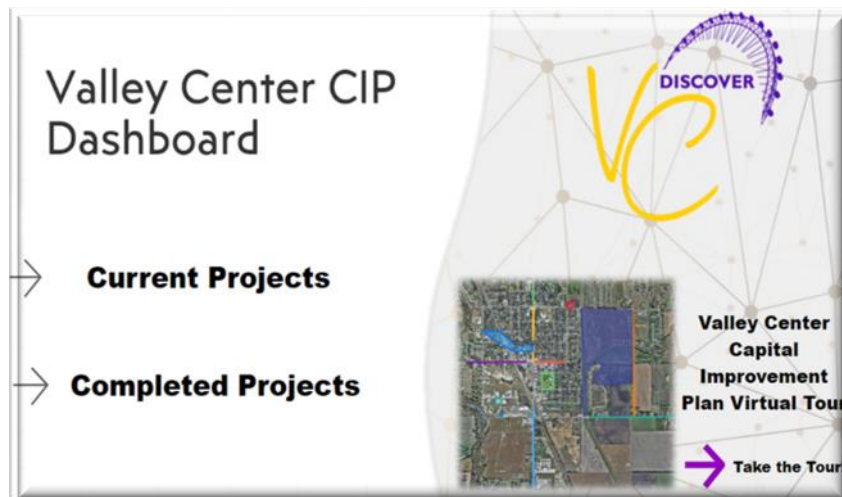 Valley Center CIP
Dashboard
DISCOVER
VC
Current Projects
Completed Projects
Valley Center
Capital
Improvement
Plan Virtual Tour
Take the Tour!